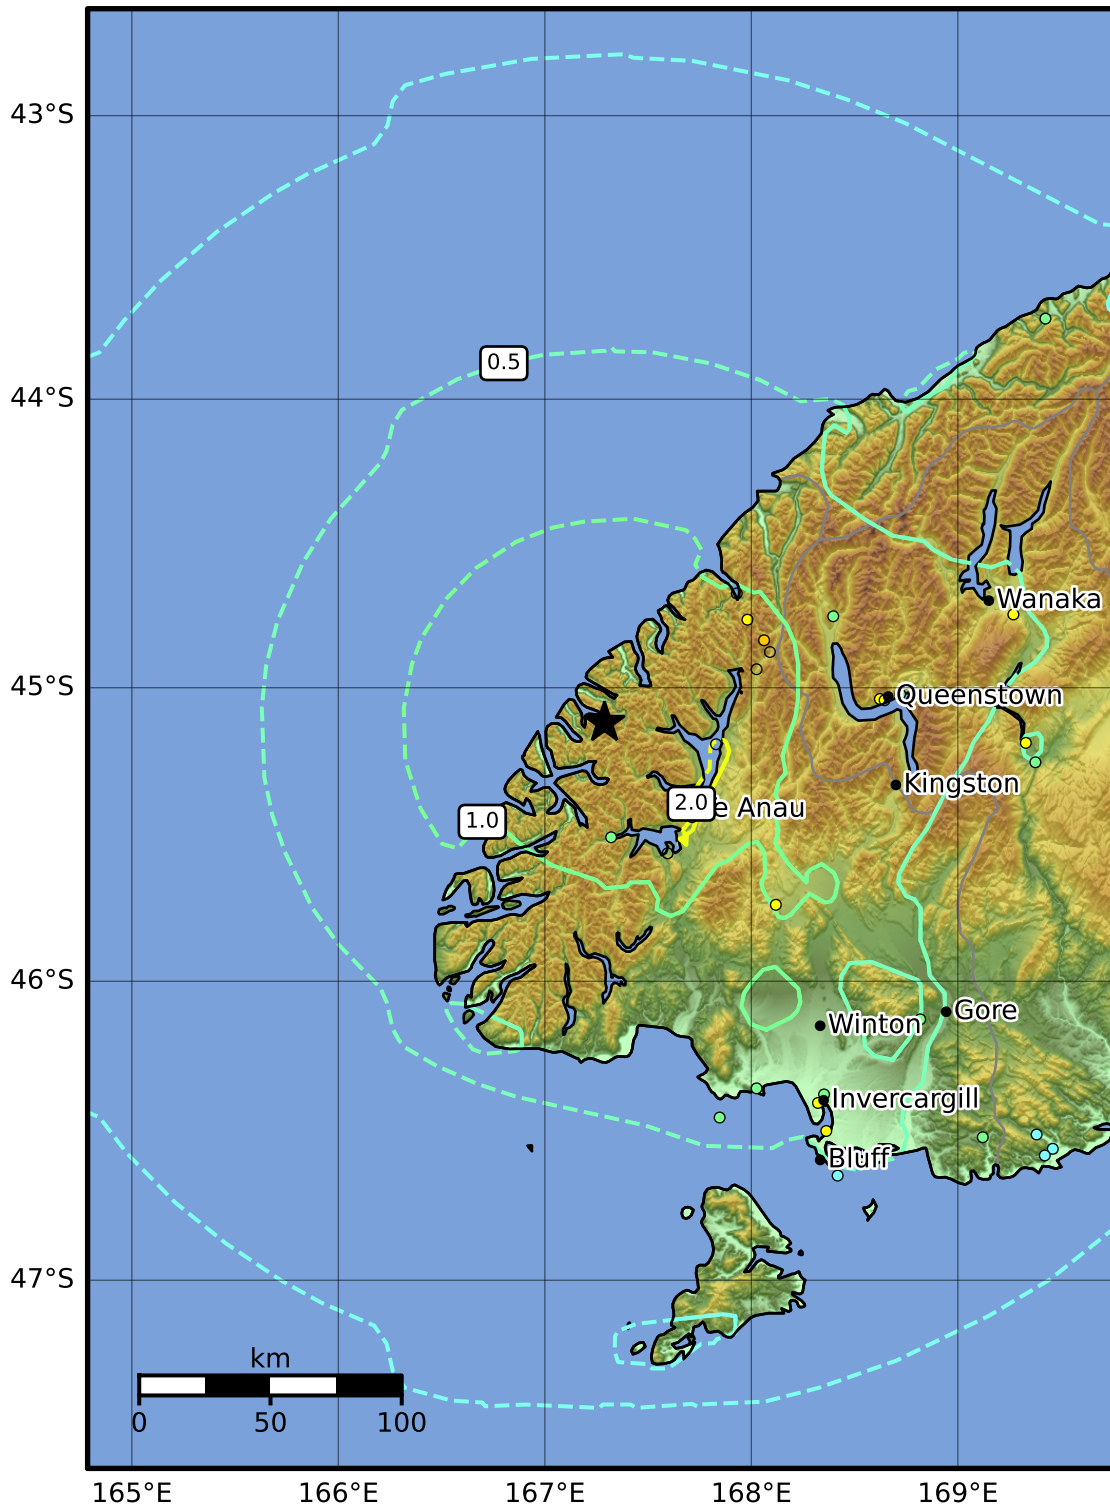 43°S
0.5
44°S
Wanaka
45°S
Queenstown
Kingston
2.0
e Anau
1.0
46°S
Gore
Winton
Invercargill
Bluff
47°S
km
0 50 100
165°E 166°E 167°E 168°E 169°E